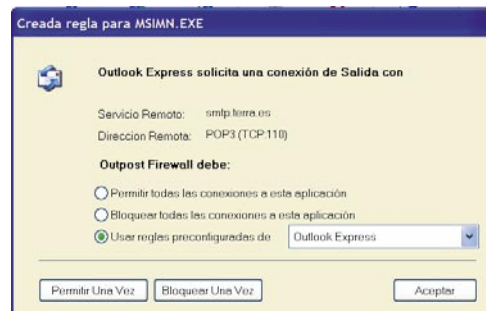 Creada regla para MSIMN.EXE
Outlook Express solicita una conexión de Salida con
Servicio Remoto: smtp.terra.es
Direccion Remota: POP3 (TCP:110)
Outpost Firewall debe:
Permitir todas las conexiones a esta aplicación
Bloquear todas las conexiones a esta aplicación
Usar reglas preconfiguradas de Outlook Express
Permitir Una Vez Bloquear Una Vez Aceptar